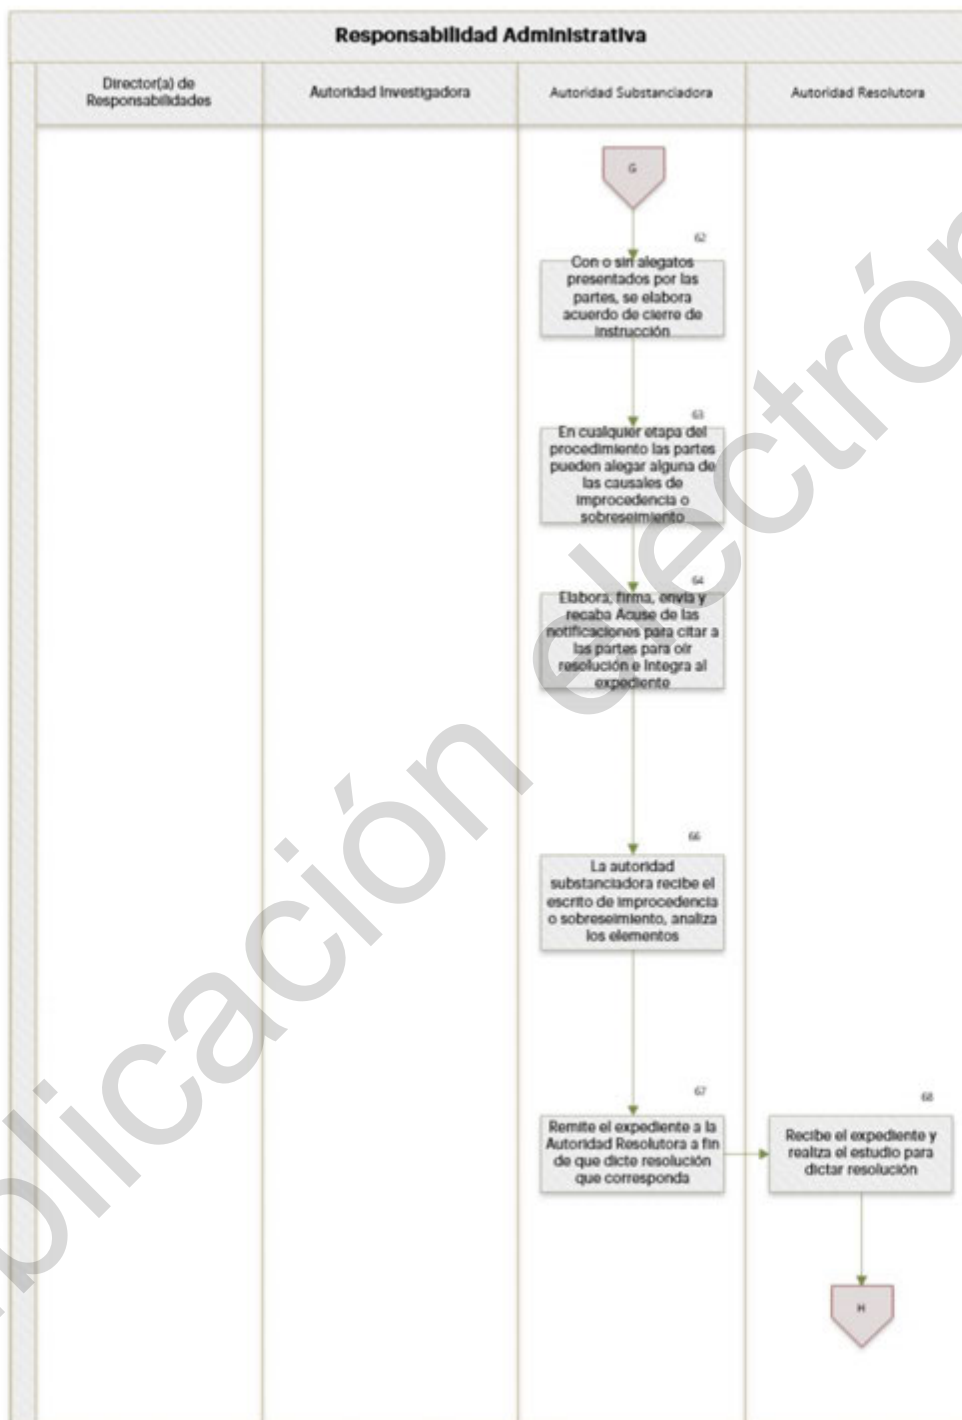 Responsabilidad Administrativa
Director(a) de
Responsabilidades
Autoridad Investigadora
Autoridad Substanciadora
Autoridad Resolutora
G
62
Con o sin alegatos
presentados por las
partes, se elabora
acuerdo de cierre de
instrucción
63
En cualquier etapa del
procedimiento las partes
pueden alegar alguna de
las causales de
improcedencia o
sobreseimiento
64
Elabora, firma, envía y
recaba Acuse de las
notificaciones para citar a
las partes para oír
resolución e integra al
expediente
66
La autoridad
substanciadora recibe el
escrito de improcedencia
o sobreseimiento, analiza
los elementos
67
Remite el expediente a la
Autoridad Resolutora a fin
de que dicte resolución
que corresponda
68
Recibe el expediente y
realiza el estudio para
dictar resolución
H
plicación electrón